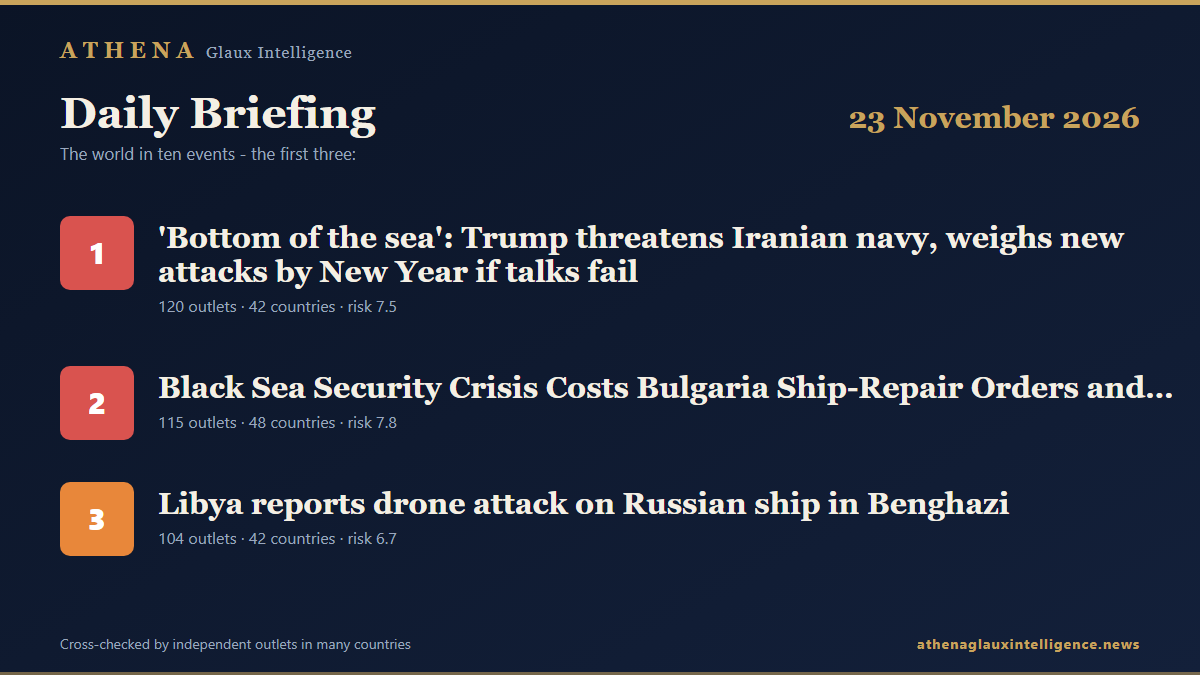 ATHENA Glaux Intelligence
Daily Briefing
23 November 2026
The world in ten events - the first three:
1
'Bottom of the sea': Trump threatens Iranian navy, weighs new
attacks by New Year if talks fail
120 outlets · 42 countries · risk 7.5
2
Black Sea Security Crisis Costs Bulgaria Ship-Repair Orders and...
115 outlets · 48 countries · risk 7.8
3
Libya reports drone attack on Russian ship in Benghazi
104 outlets · 42 countries · risk 6.7
Cross-checked by independent outlets in many countries
athenaglauxintelligence.news